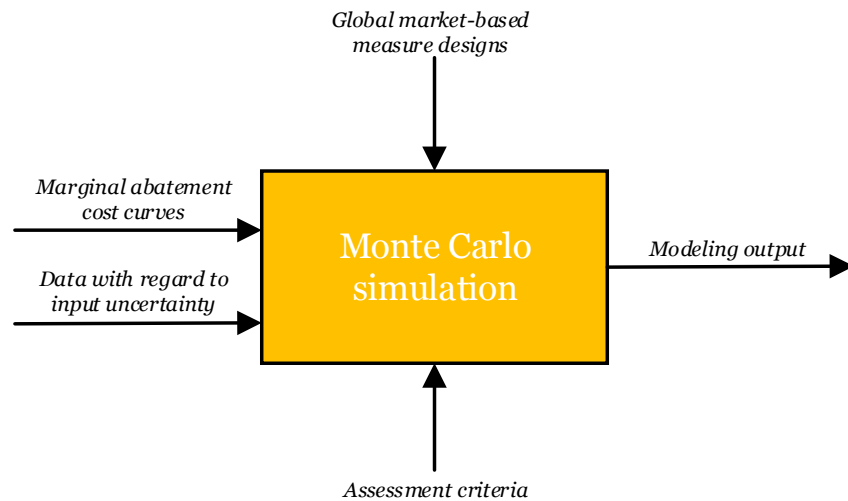 Global market-based
measure designs
Marginal abatement
cost curves
Data with regard to
input uncertainty
Monte Carlo
simulation
Modeling output
Assessment criteria